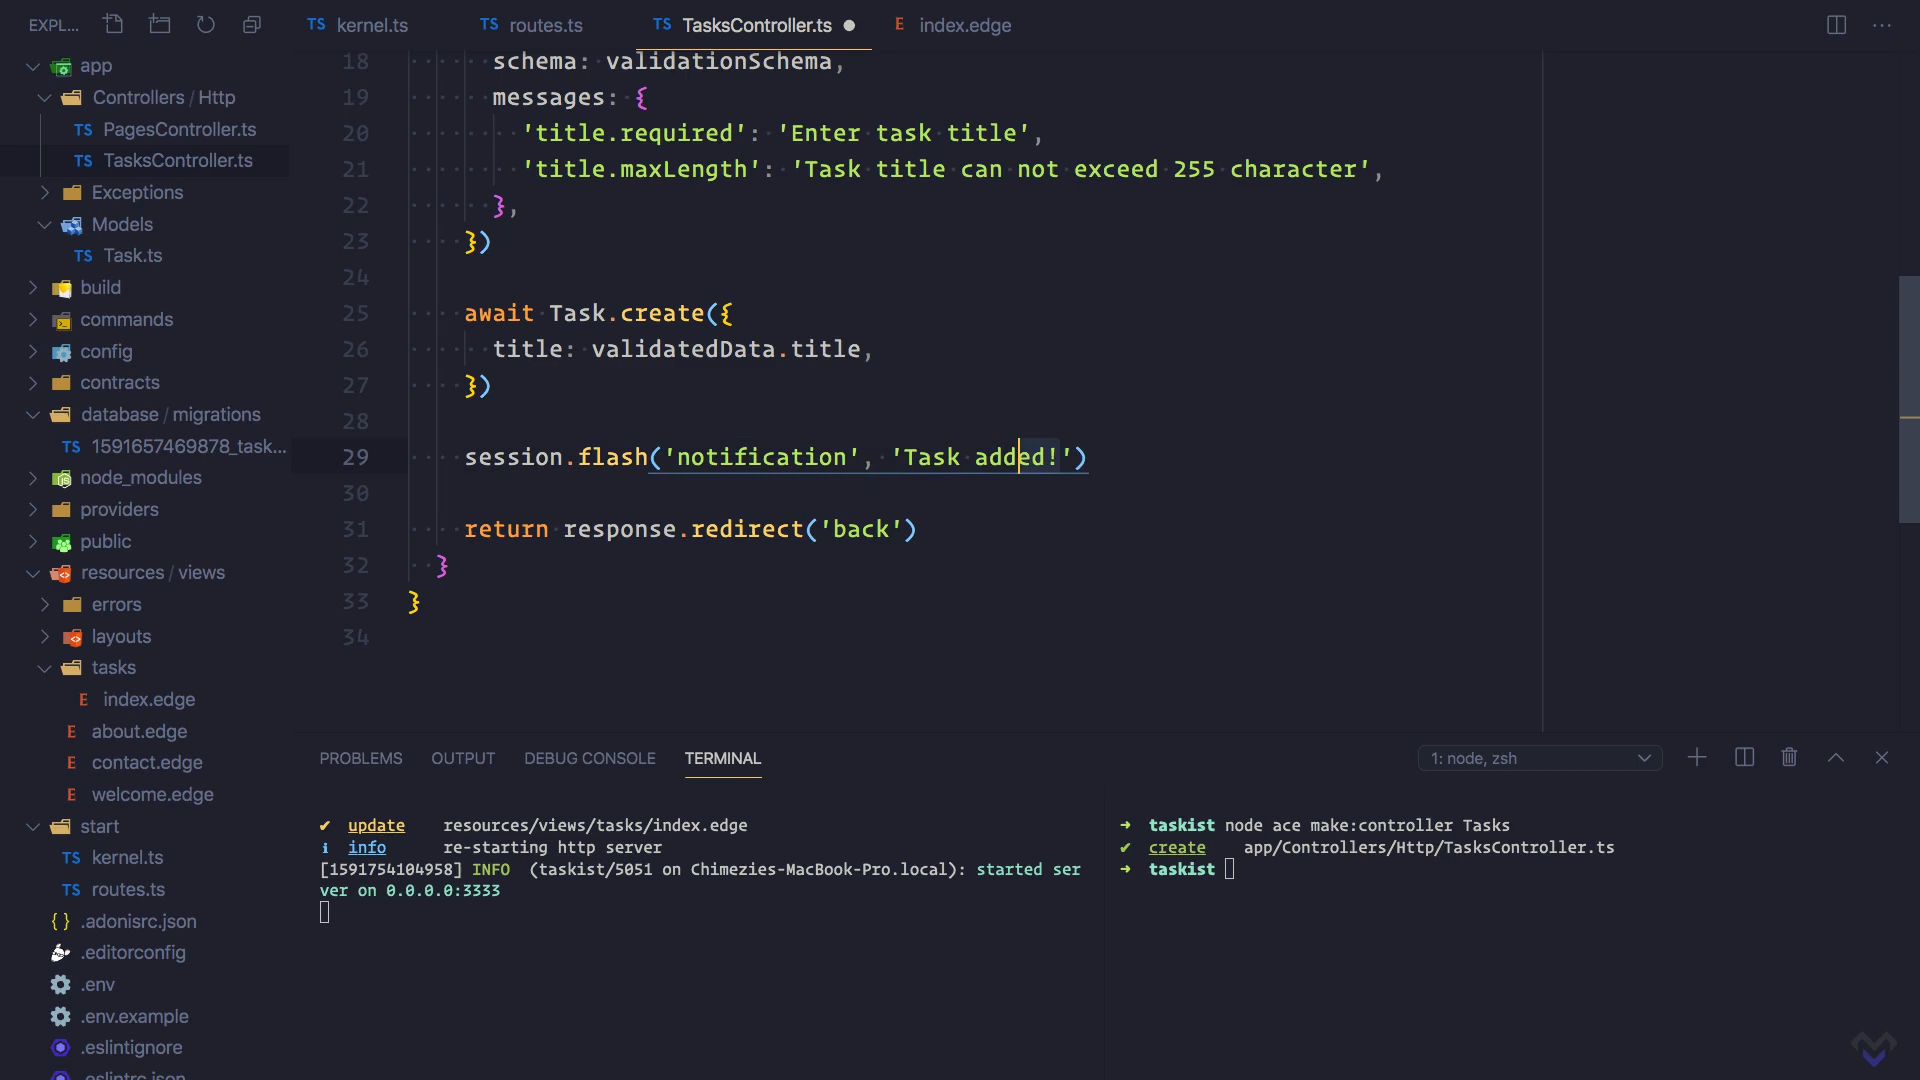 EXPL...
app
Controllers / Http
TS PagesController.ts
TS TasksController.ts
Exceptions
Models
TS Task.ts
build
commands
config
contracts
database / migrations
TS 1591657469878_task...
node_modules
providers
public
resources / views
errors
layouts
tasks
E index.edge
E about.edge
E contact.edge
E welcome.edge
start
TS kernel.ts
TS routes.ts
{ } .adonisrc.json
.editorconfig
.env
.env.example
.eslintignore
.eslintrc.json
TS kernel.ts
TS routes.ts
TS TasksController.ts
E index.edge
18 schema: validationSchema,
19 messages: {
20 'title.required': 'Enter task title',
21 'title.maxLength': 'Task title can not exceed 255 character',
22 },
23 })
24
25 await Task.create({
26 title: validatedData.title,
27 })
28
29 session.flash('notification', 'Task added!')
30
31 return response.redirect('back')
32 }
33 }
34
PROBLEMS OUTPUT DEBUG CONSOLE TERMINAL
1: node, zsh
✔ update resources/views/tasks/index.edge
ℹ info re-starting http server
[1591754104958] INFO (taskist/5051 on Chimezies-MacBook-Pro.local): started ser
ver on 0.0.0.0:3333
→ taskist node ace make:controller Tasks
✔ create app/Controllers/Http/TasksController.ts
→ taskist